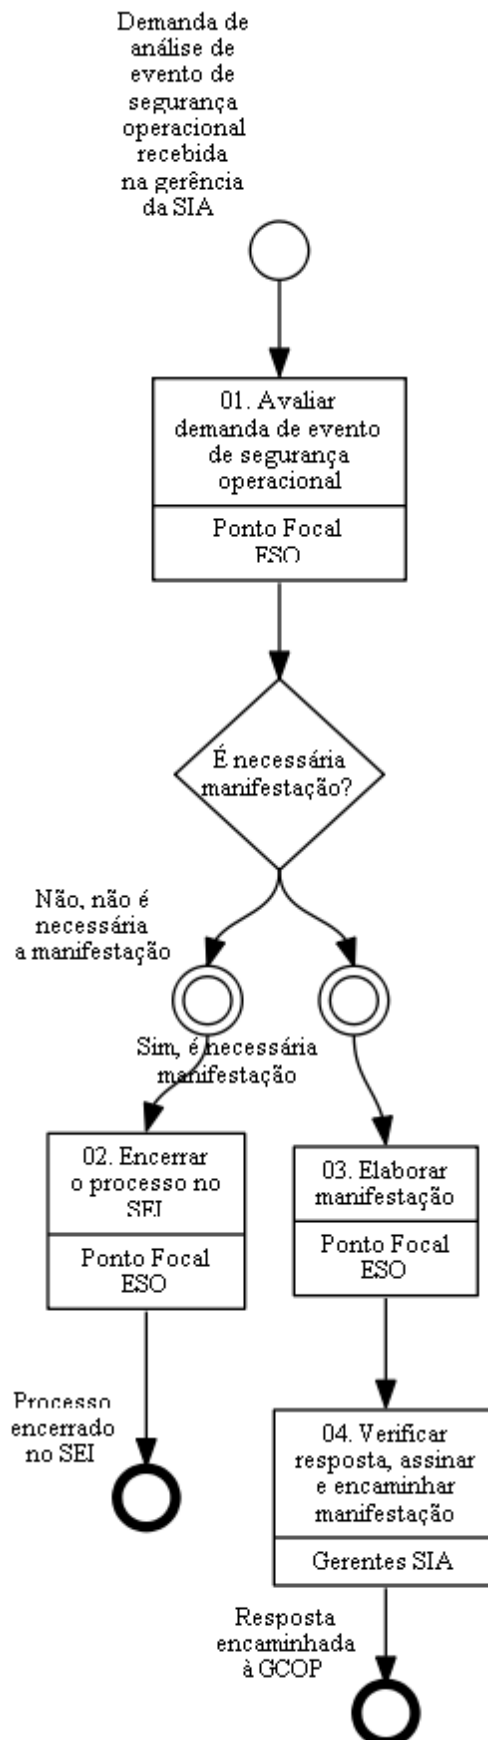 Demanda de
análise de
evento de
segurança
operacional
recebida
na gerência
da SIA
01. Avaliar
demanda de evento
de segurança
operacional
Ponto Focal
ESO
É necessária
manifestação?
Não, não é
necessária
a manifestação
Sim, é necessária
manifestação
02. Encerrar
o processo no
SEI
Ponto Focal
ESO
03. Elaborar
manifestação
Ponto Focal
ESO
Processo
encerrado
no SEI
04. Verificar
resposta, assinar
e encaminhar
manifestação
Gerentes SIA
Resposta
encaminhada
à GCOP